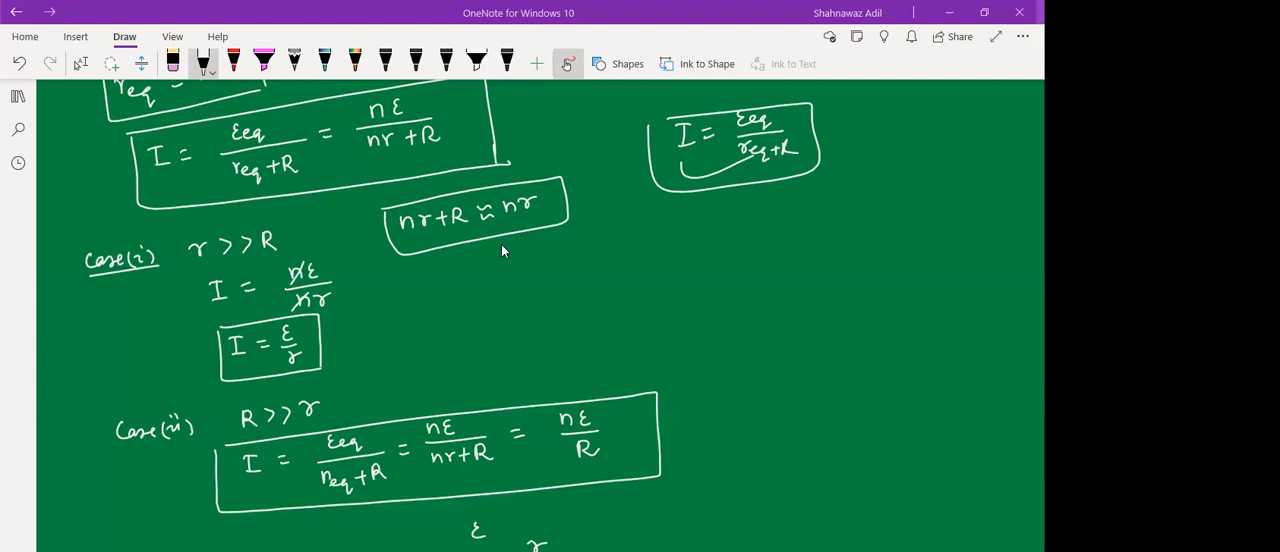 OneNote for Windows 10
Shahnawaz Adil
Home Insert Draw View Help
Share
Shapes Ink to Shape Ink to Text
req =
I = εeq/(req+R) = nε/(nr+R)
I = εeq/(req+R)
nr+R ≈ nr
Case(i) r >> R
I = nε/nr
I = ε/r
Case(ii) R >> r
I = εeq/(req+R) = nε/(nr+R) = nε/R
ε
r